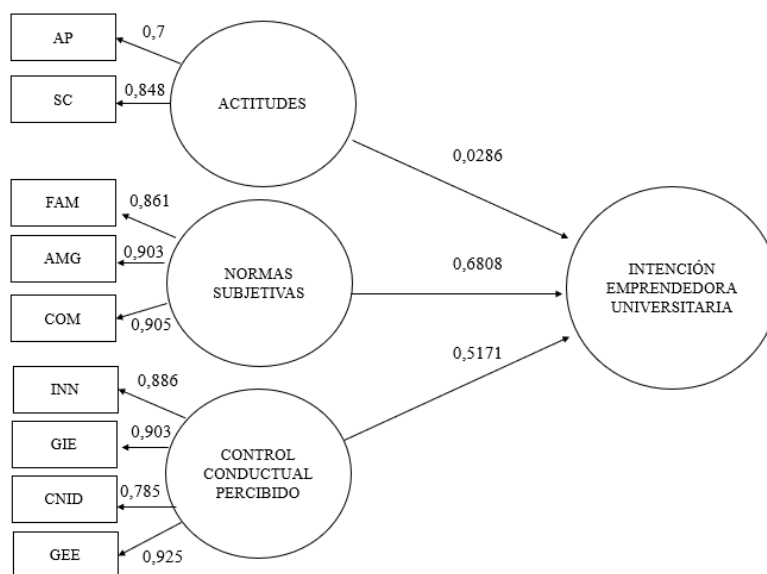 AP
0,7
SC
0,848
ACTITUDES
0,0286
FAM
0,861
AMG
0,903
COM
0,905
NORMAS
SUBJETIVAS
0,6808
INTENCIÓN
EMPRENDEDORA
UNIVERSITARIA
INN
0,886
GIE
0,903
CNID
0,785
GEE
0,925
CONTROL
CONDUCTUAL
PERCIBIDO
0,5171